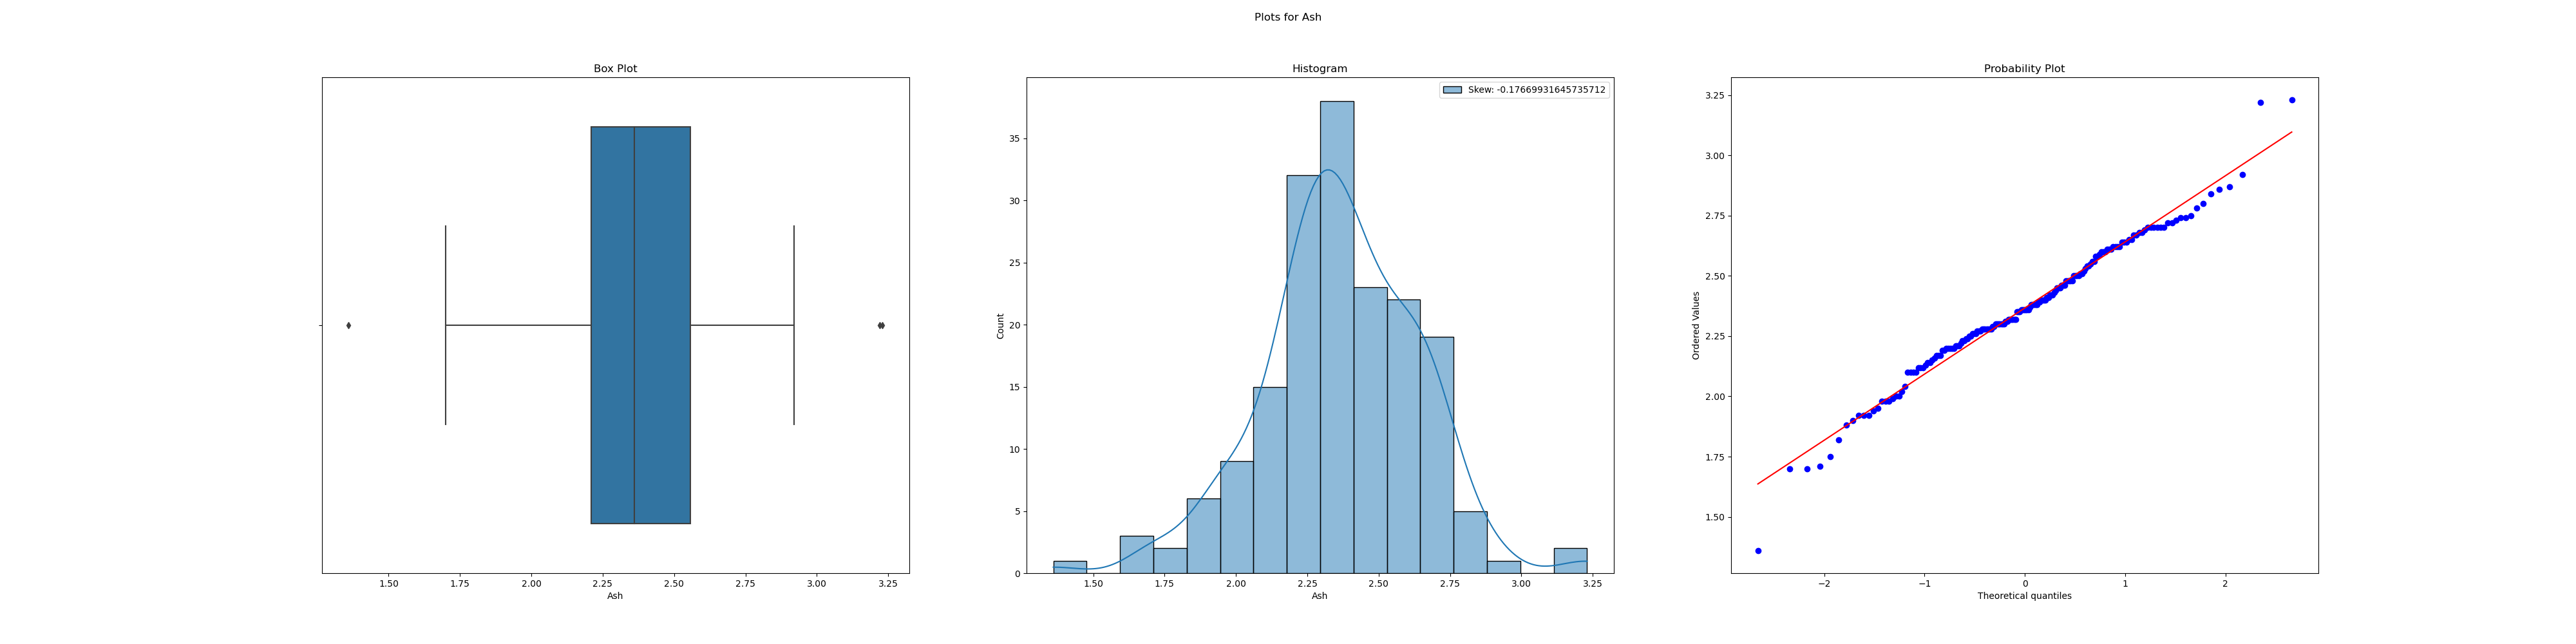 Plots for Ash
Box Plot
1.50 1.75 2.00 2.25 2.50 2.75 3.00 3.25
Ash
Histogram
Skew: -0.17669931645735712
Count
35
30
25
20
15
10
5
0
1.50 1.75 2.00 2.25 2.50 2.75 3.00 3.25
Ash
Probability Plot
Ordered Values
3.25
3.00
2.75
2.50
2.25
2.00
1.75
1.50
−2 −1 0 1 2
Theoretical quantiles